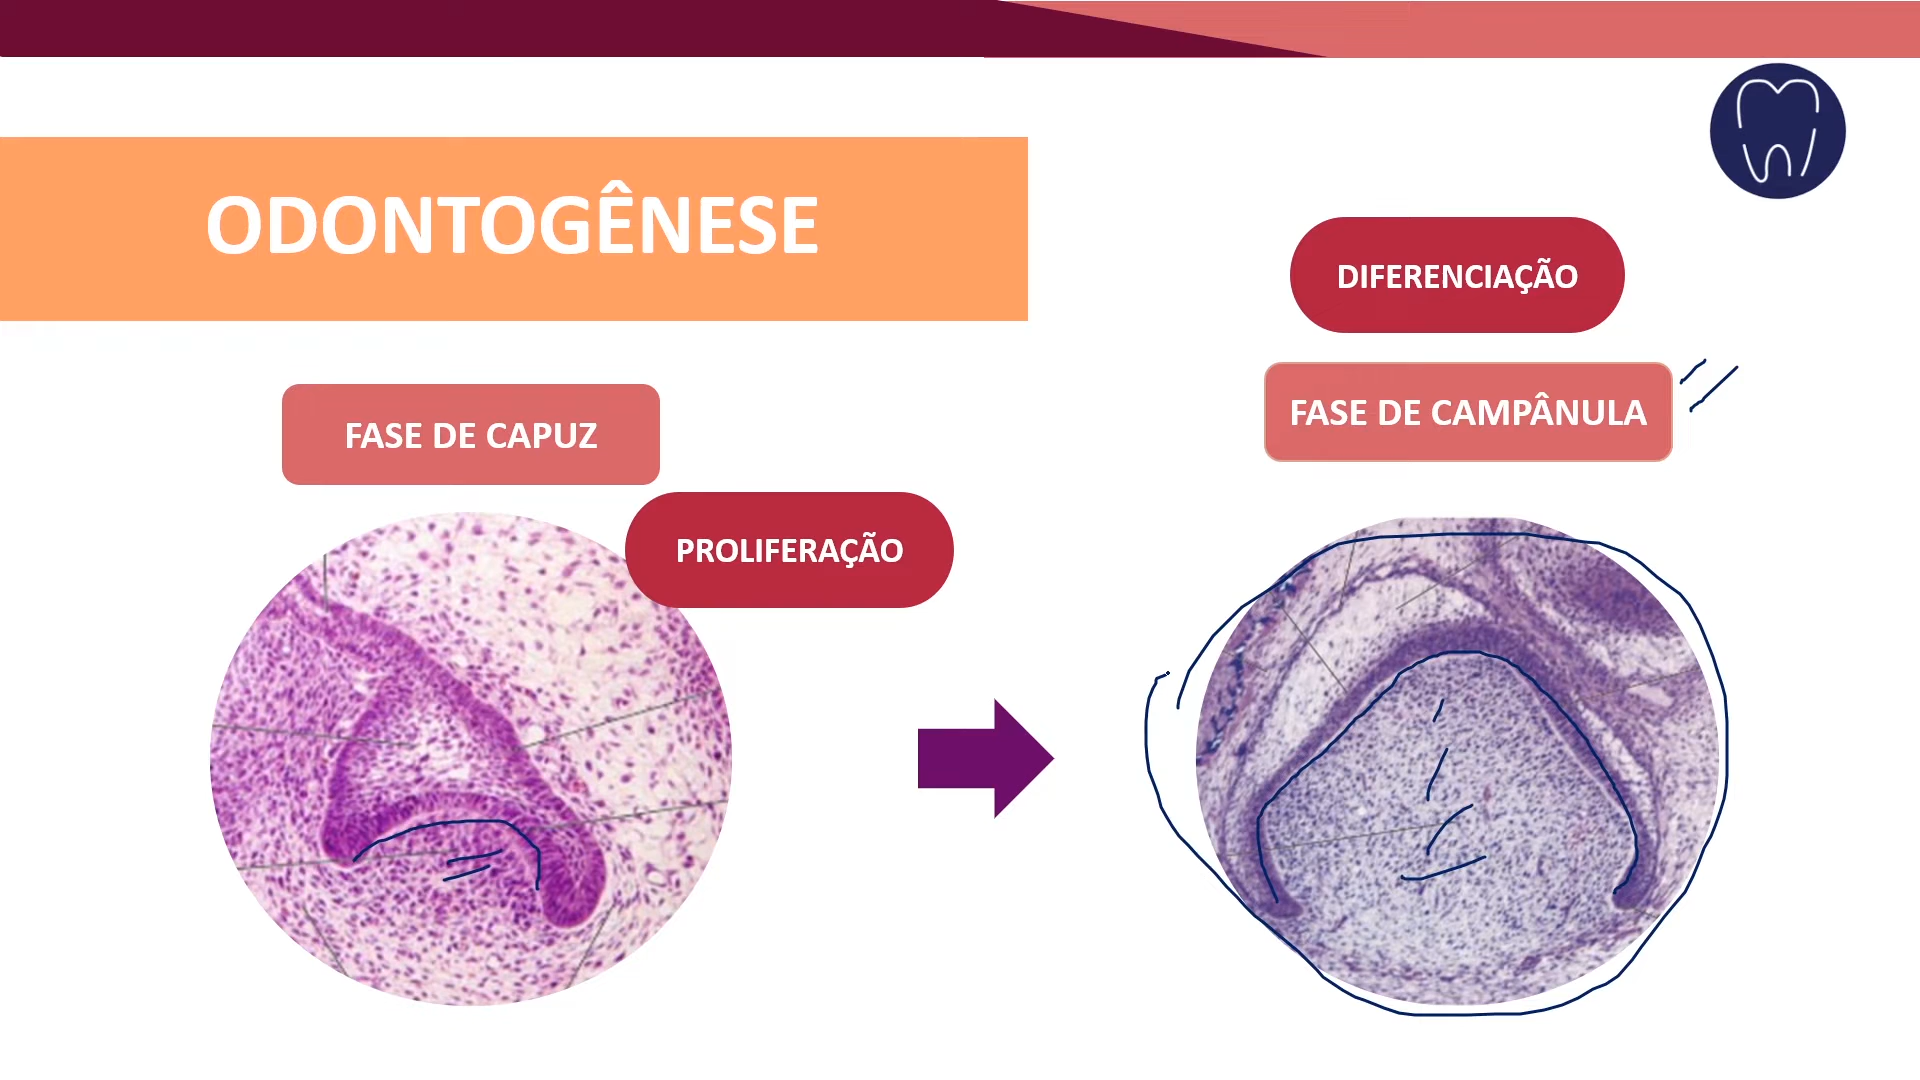 ODONTOGÊNESE
DIFERENCIAÇÃO
FASE DE CAMPÂNULA
FASE DE CAPUZ
PROLIFERAÇÃO